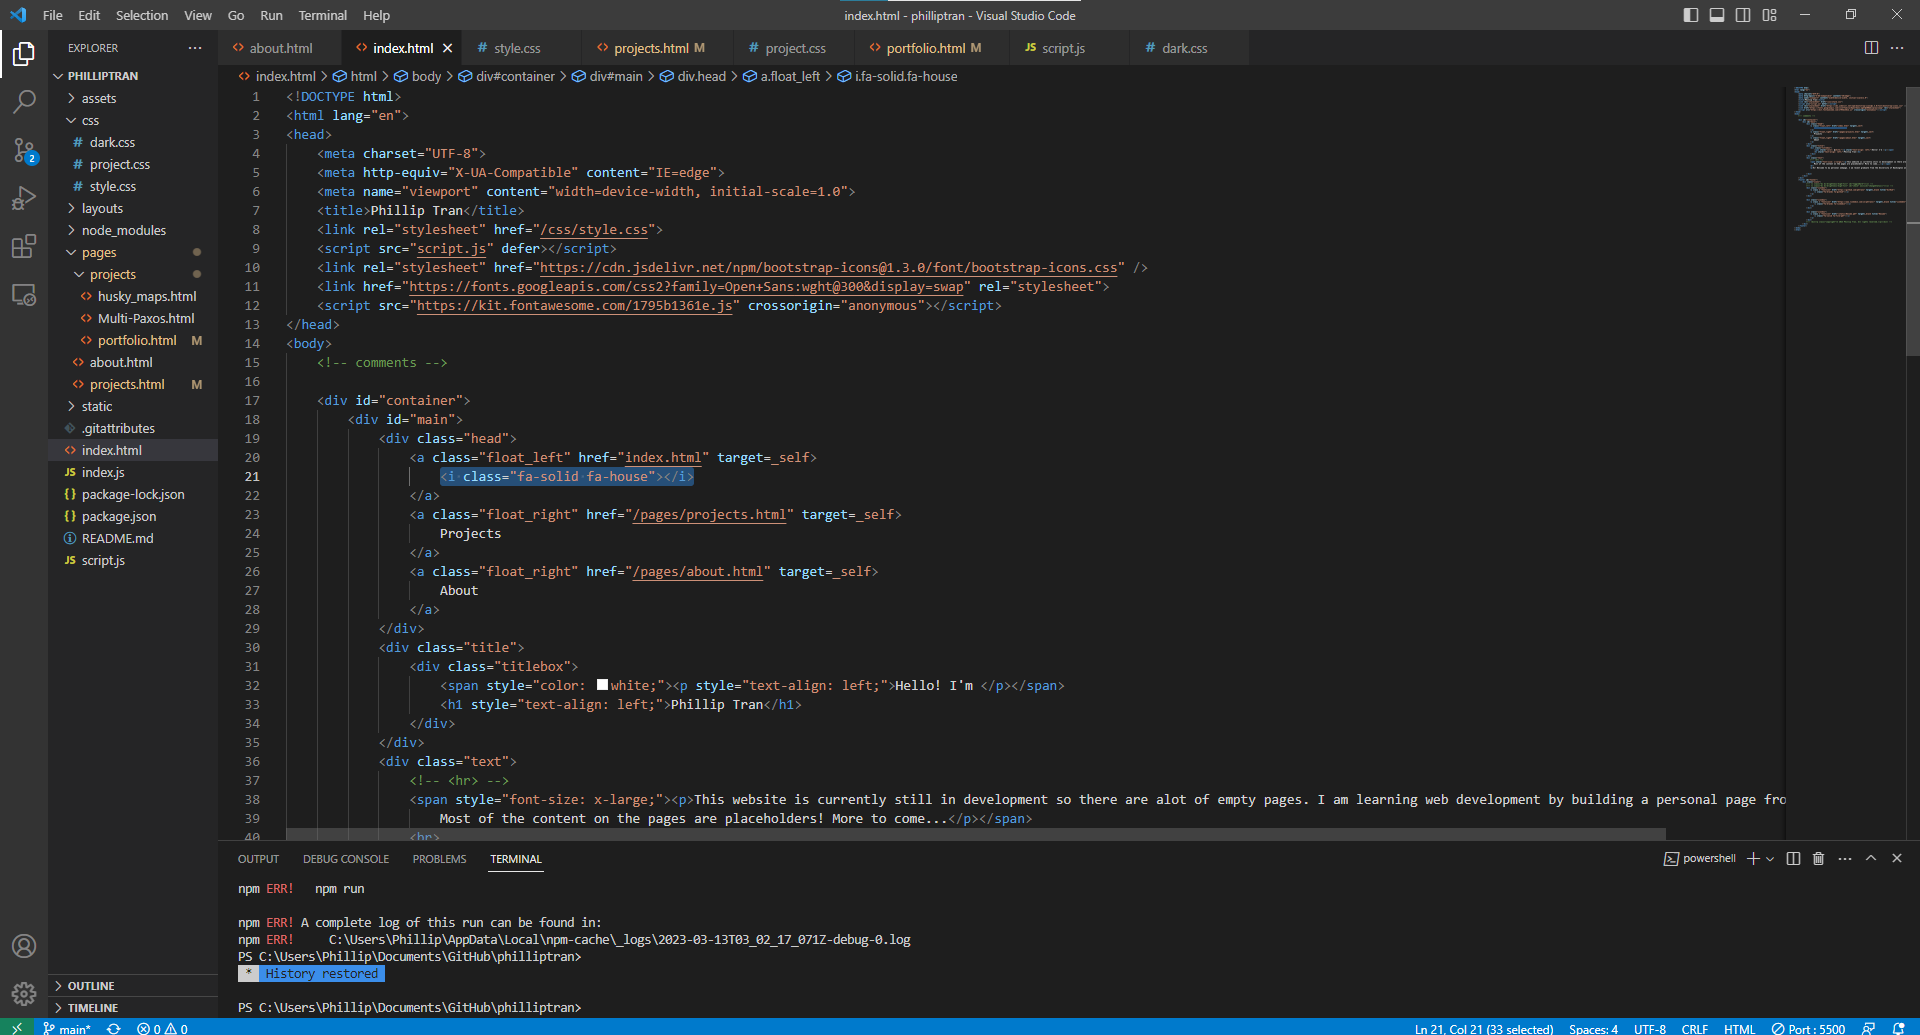 File Edit Selection View Go Run Terminal Help
index.html - philliptran - Visual Studio Code
EXPLORER
PHILLIPTRAN
assets
css
# dark.css
# project.css
# style.css
layouts
node_modules
pages
projects
<> husky_maps.html
<> Multi-Paxos.html
<> portfolio.html M
<> about.html
<> projects.html M
static
.gitattributes
<> index.html
JS index.js
{} package-lock.json
{} package.json
README.md
JS script.js
OUTLINE
TIMELINE
2
<> about.html <> index.html # style.css <> projects.html M # project.css <> portfolio.html M JS script.js # dark.css
<> index.html > html > body > div#container > div#main > div.head > a.float_left > i.fa-solid.fa-house
1 <!DOCTYPE html>
2 <html lang="en">
3 <head>
4 <meta charset="UTF-8">
5 <meta http-equiv="X-UA-Compatible" content="IE=edge">
6 <meta name="viewport" content="width=device-width, initial-scale=1.0">
7 <title>Phillip Tran</title>
8 <link rel="stylesheet" href="/css/style.css">
9 <script src="script.js" defer></script>
10 <link rel="stylesheet" href="https://cdn.jsdelivr.net/npm/bootstrap-icons@1.3.0/font/bootstrap-icons.css" />
11 <link href="https://fonts.googleapis.com/css2?family=Open+Sans:wght@300&display=swap" rel="stylesheet">
12 <script src="https://kit.fontawesome.com/1795b1361e.js" crossorigin="anonymous"></script>
13 </head>
14 <body>
15 <!-- comments -->
16
17 <div id="container">
18 <div id="main">
19 <div class="head">
20 <a class="float_left" href="index.html" target=_self>
21 <i class="fa-solid fa-house"></i>
22 </a>
23 <a class="float_right" href="/pages/projects.html" target=_self>
24 Projects
25 </a>
26 <a class="float_right" href="/pages/about.html" target=_self>
27 About
28 </a>
29 </div>
30 <div class="title">
31 <div class="titlebox">
32 <span style="color: white;"><p style="text-align: left;">Hello! I'm </p></span>
33 <h1 style="text-align: left;">Phillip Tran</h1>
34 </div>
35 </div>
36 <div class="text">
37 <!-- <hr> -->
38 <span style="font-size: x-large;"><p>This website is currently still in development so there are alot of empty pages. I am learning web development by building a personal page fro
39 Most of the content on the pages are placeholders! More to come...</p></span>
40 <hr>
OUTPUT DEBUG CONSOLE PROBLEMS TERMINAL
powershell
npm ERR! npm run
npm ERR! A complete log of this run can be found in:
npm ERR! C:\Users\Phillip\AppData\Local\npm-cache\_logs\2023-03-13T03_02_17_071Z-debug-0.log
PS C:\Users\Phillip\Documents\GitHub\philliptran>
* History restored
PS C:\Users\Phillip\Documents\GitHub\philliptran>
main* 0 0
Ln 21, Col 21 (33 selected) Spaces: 4 UTF-8 CRLF HTML Port : 5500